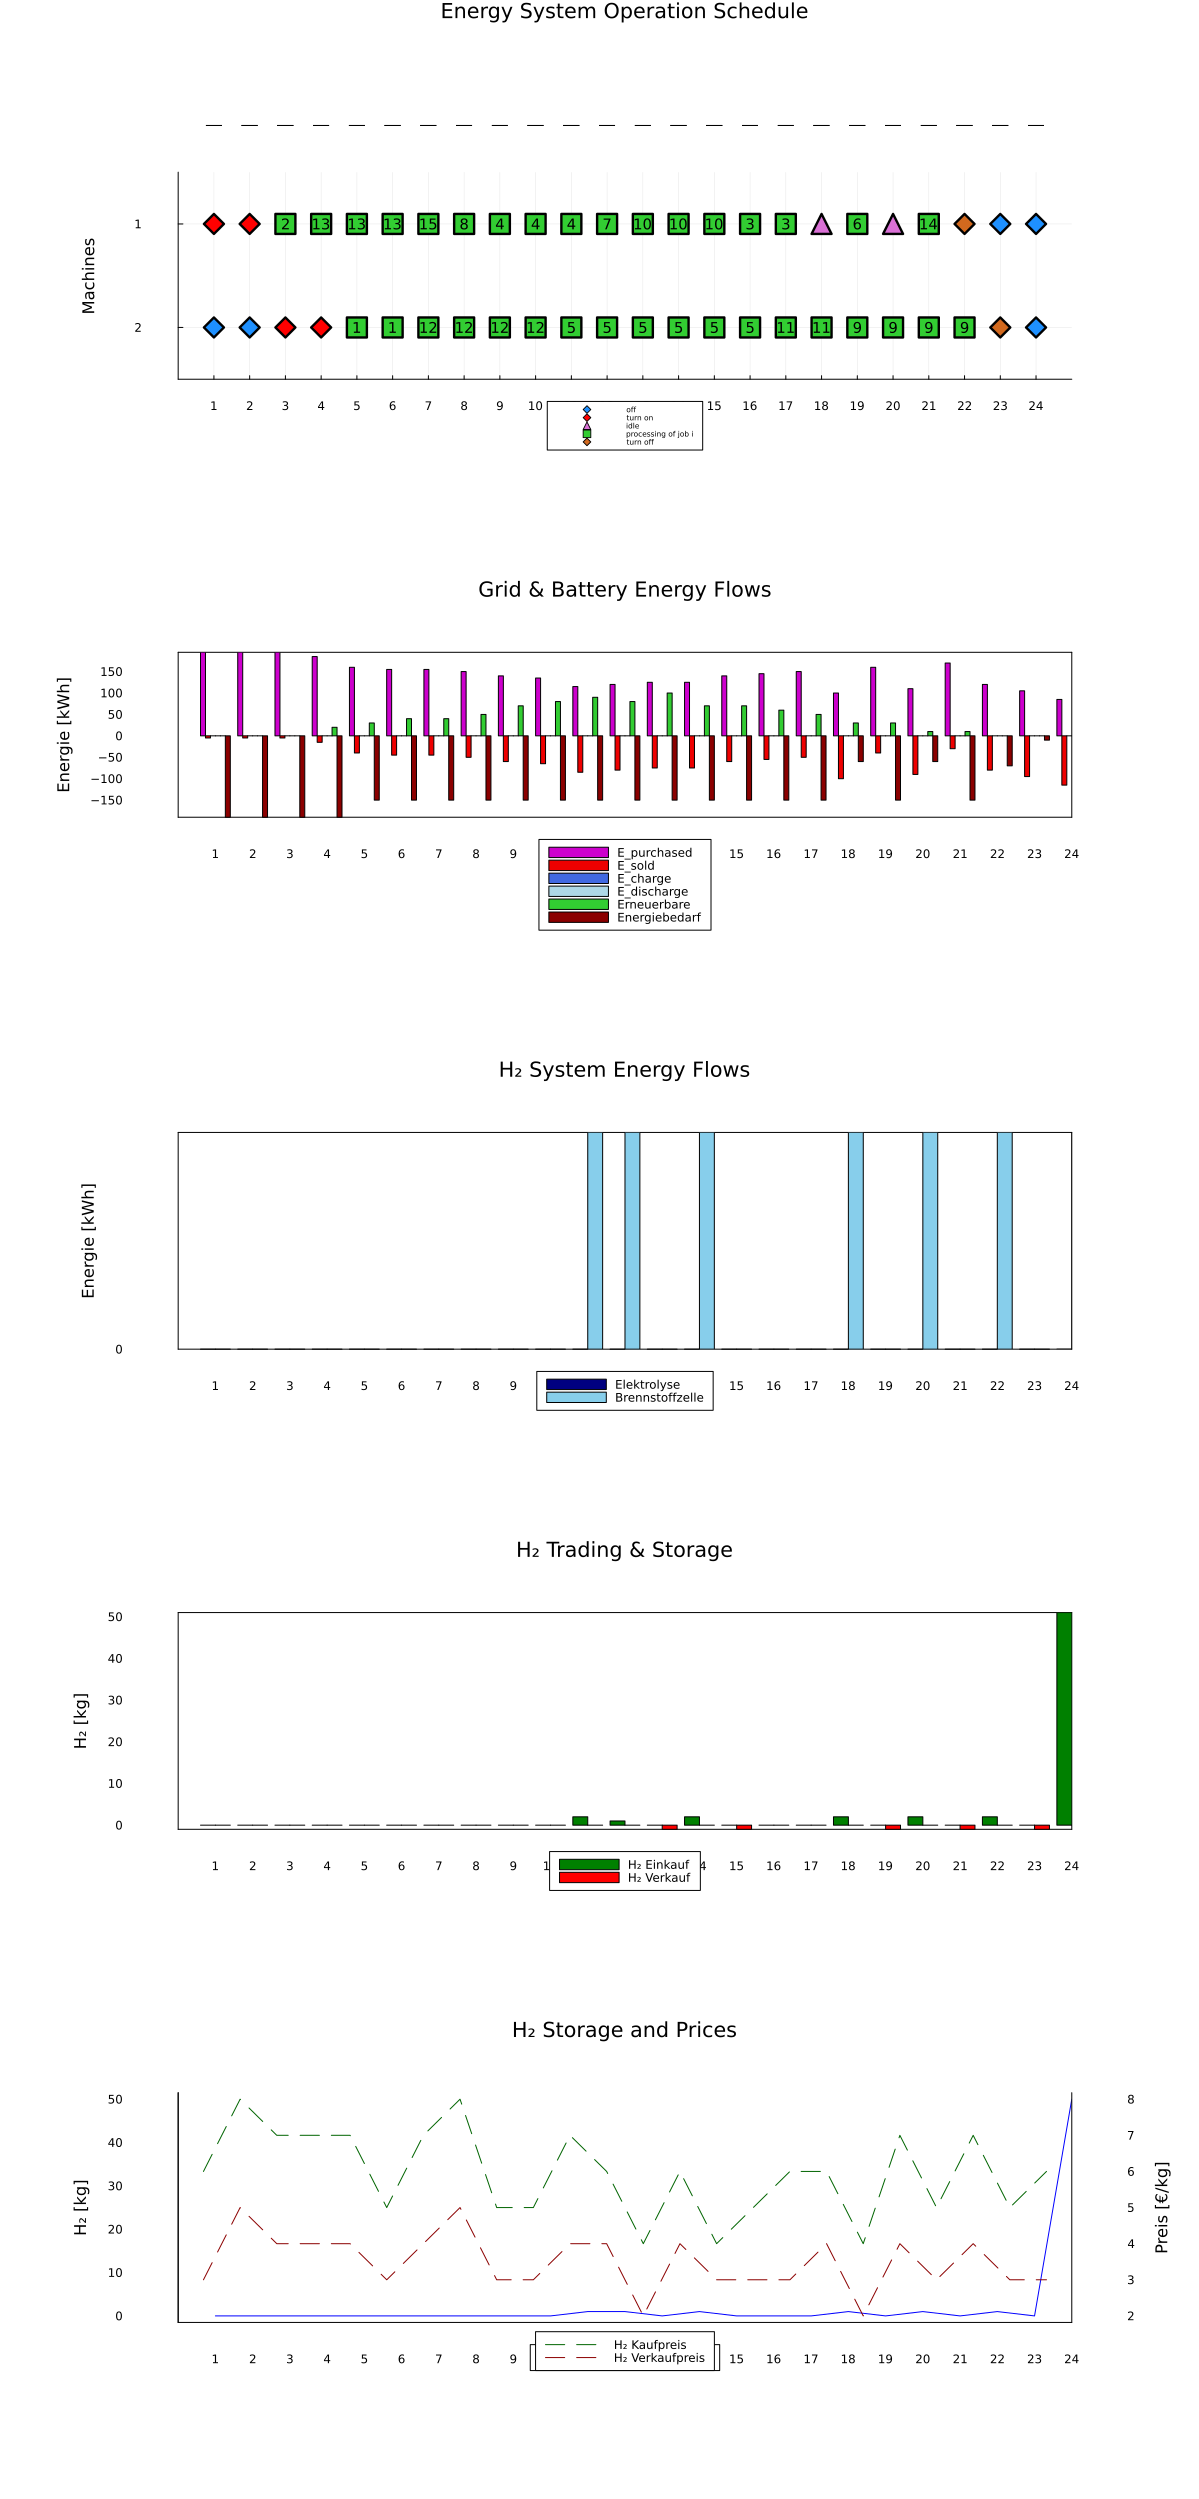 Energy System Operation Schedule
Machines
1
2 13 13 13 15 8 4 4 4 7 10 10 10 3 3 6 14
2
1 1 12 12 12 12 5 5 5 5 5 5 11 11 9 9 9 9
1 2 3 4 5 6 7 8 9 10 15 16 17 18 19 20 21 22 23 24
off
turn on
idle
processing of job i
turn off
Grid & Battery Energy Flows
Energie [kWh]
150
100
50
0
−50
−100
−150
1 2 3 4 5 6 7 8 9 15 16 17 18 19 20 21 22 23 24
E_purchased
E_sold
E_charge
E_discharge
Erneuerbare
Energiebedarf
H₂ System Energy Flows
Energie [kWh]
0
1 2 3 4 5 6 7 8 9 15 16 17 18 19 20 21 22 23 24
Elektrolyse
Brennstoffzelle
H₂ Trading & Storage
H₂ [kg]
50
40
30
20
10
0
1 2 3 4 5 6 7 8 9 1 4 15 16 17 18 19 20 21 22 23 24
H₂ Einkauf
H₂ Verkauf
H₂ Storage and Prices
H₂ [kg]
50
40
30
20
10
0
8
7
6
5
4
3
2
Preis [€/kg]
1 2 3 4 5 6 7 8 9 15 16 17 18 19 20 21 22 23 24
H₂ Kaufpreis
H₂ Verkaufpreis